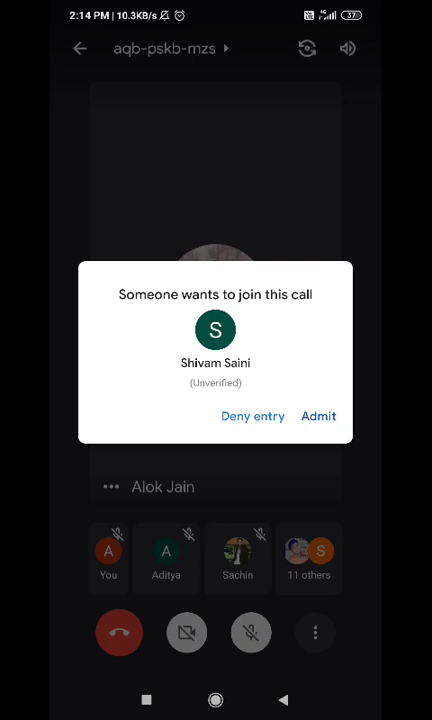 2:14 PM | 10.3KB/s
37
aqb-pskb-mzs
Someone wants to join this call
S
Shivam Saini
(Unverified)
Deny entry
Admit
Alok Jain
A
A
S
You
Aditya
Sachin
11 others